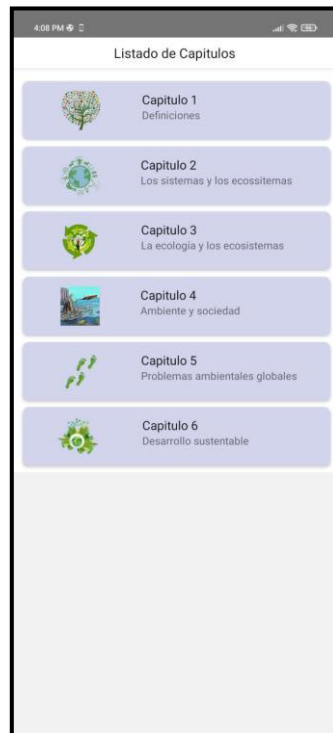 4:08 PM
Listado de Capitulos
Capitulo 1
Definiciones
Capitulo 2
Los sistemas y los ecossitemas
Capitulo 3
La ecologia y los ecosistemas
Capitulo 4
Ambiente y sociedad
Capitulo 5
Problemas ambientales globales
Capitulo 6
Desarrollo sustentable